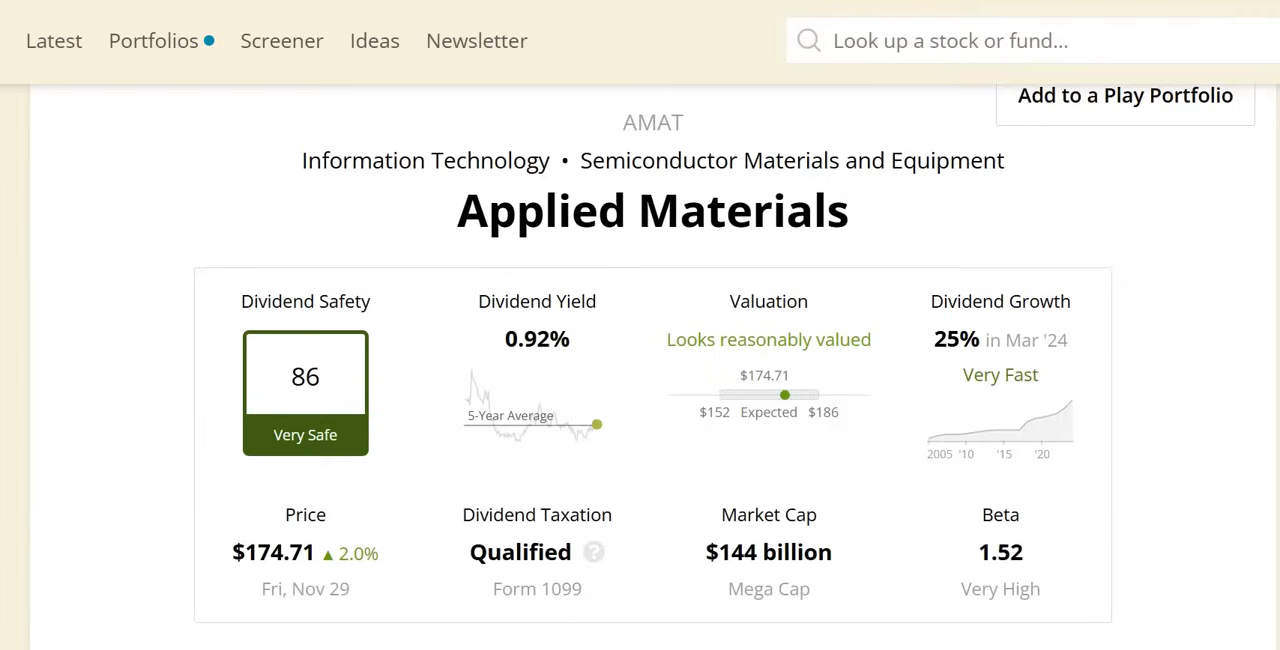 Latest Portfolios Screener Ideas Newsletter Look up a stock or fund...
Add to a Play Portfolio
AMAT
Information Technology • Semiconductor Materials and Equipment
Applied Materials
Dividend Safety
86
Very Safe
Dividend Yield
0.92%
5-Year Average
Valuation
Looks reasonably valued
$174.71
$152 Expected $186
Dividend Growth
25% in Mar '24
Very Fast
2005 '10 '15 '20
Price
$174.71 ▲ 2.0%
Fri, Nov 29
Dividend Taxation
Qualified ?
Form 1099
Market Cap
$144 billion
Mega Cap
Beta
1.52
Very High